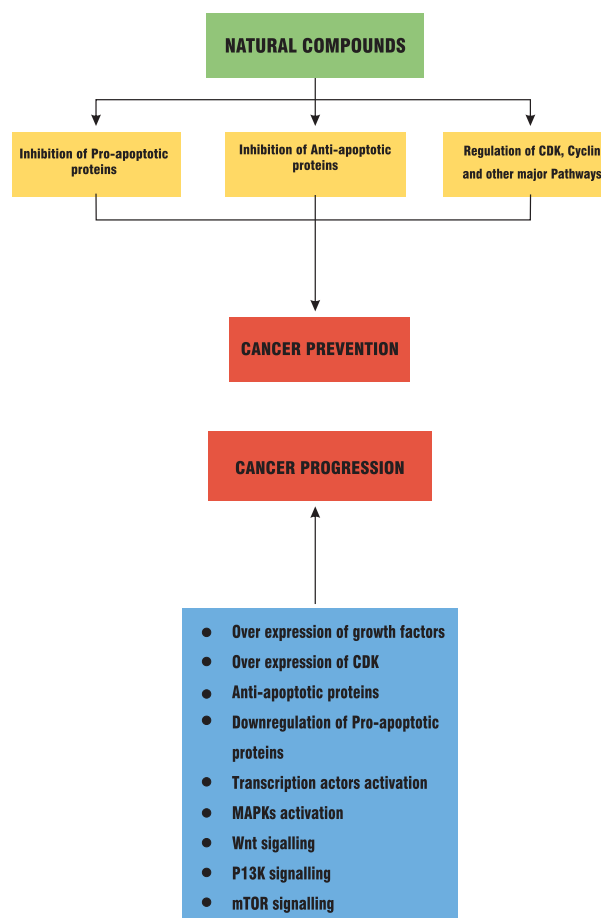 NATURAL COMPOUNDS
Inhibition of Pro-apoptotic
proteins
Inhibition of Anti-apoptotic
proteins
Regulation of CDK, Cyclin
and other major Pathways
CANCER PREVENTION
CANCER PROGRESSION
● Over expression of growth factors
● Over expression of CDK
● Anti-apoptotic proteins
● Downregulation of Pro-apoptotic
proteins
● Transcription actors activation
● MAPKs activation
● Wnt sigalling
● P13K signalling
● mTOR signalling